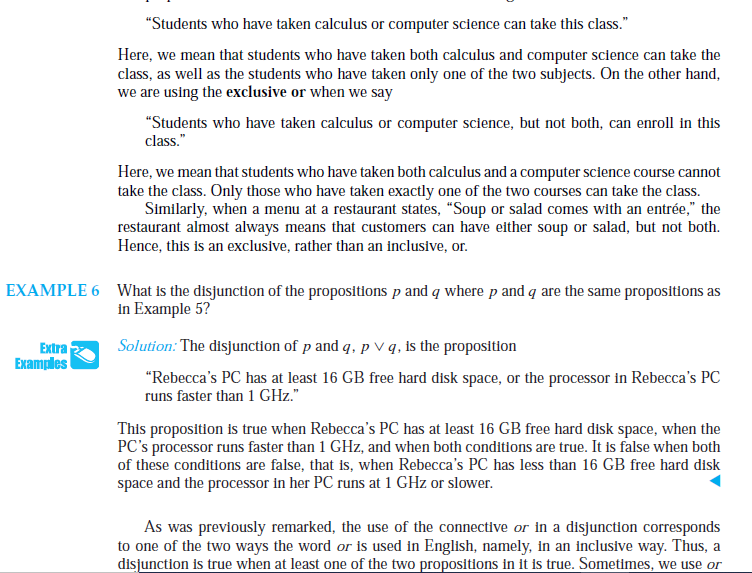 “Students who have taken calculus or computer science can take this class.”
Here, we mean that students who have taken both calculus and computer science can take the
class, as well as the students who have taken only one of the two subjects. On the other hand,
we are using the exclusive or when we say
“Students who have taken calculus or computer science, but not both, can enroll in this
class.”
Here, we mean that students who have taken both calculus and a computer science course cannot
take the class. Only those who have taken exactly one of the two courses can take the class.
Similarly, when a menu at a restaurant states, “Soup or salad comes with an entrée,” the
restaurant almost always means that customers can have either soup or salad, but not both.
Hence, this is an exclusive, rather than an inclusive, or.
EXAMPLE 6 What is the disjunction of the propositions p and q where p and q are the same propositions as
in Example 5?
Extra
Examples
Solution: The disjunction of p and q, p ∨ q, is the proposition
“Rebecca’s PC has at least 16 GB free hard disk space, or the processor in Rebecca’s PC
runs faster than 1 GHz.”
This proposition is true when Rebecca’s PC has at least 16 GB free hard disk space, when the
PC’s processor runs faster than 1 GHz, and when both conditions are true. It is false when both
of these conditions are false, that is, when Rebecca’s PC has less than 16 GB free hard disk
space and the processor in her PC runs at 1 GHz or slower.
As was previously remarked, the use of the connective or in a disjunction corresponds
to one of the two ways the word or is used in English, namely, in an inclusive way. Thus, a
disjunction is true when at least one of the two propositions in it is true. Sometimes, we use or